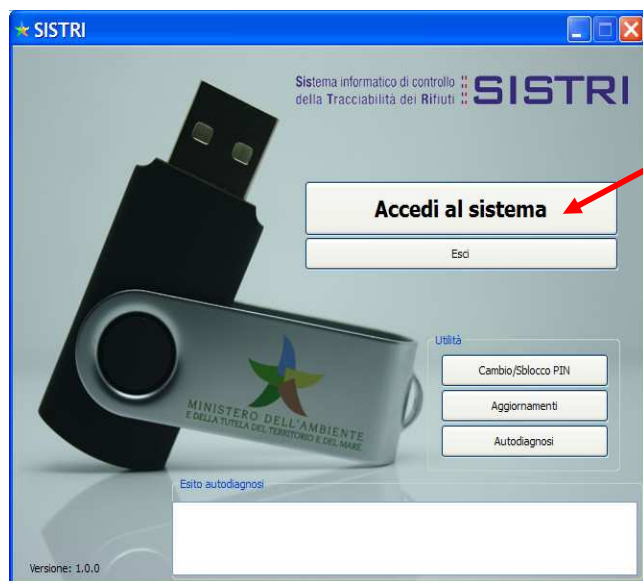 SISTRI
Sistema informatico di controllo
della Tracciabilità dei Rifiuti
SISTRI
Accedi al sistema
Esci
Utilità
Cambio/Sblocco PIN
Aggiornamenti
Autodiagnosi
MINISTERO DELL'AMBIENTE
E DELLA TUTELA DEL TERRITORIO E DEL MARE
Esito autodiagnosi
Versione: 1.0.0